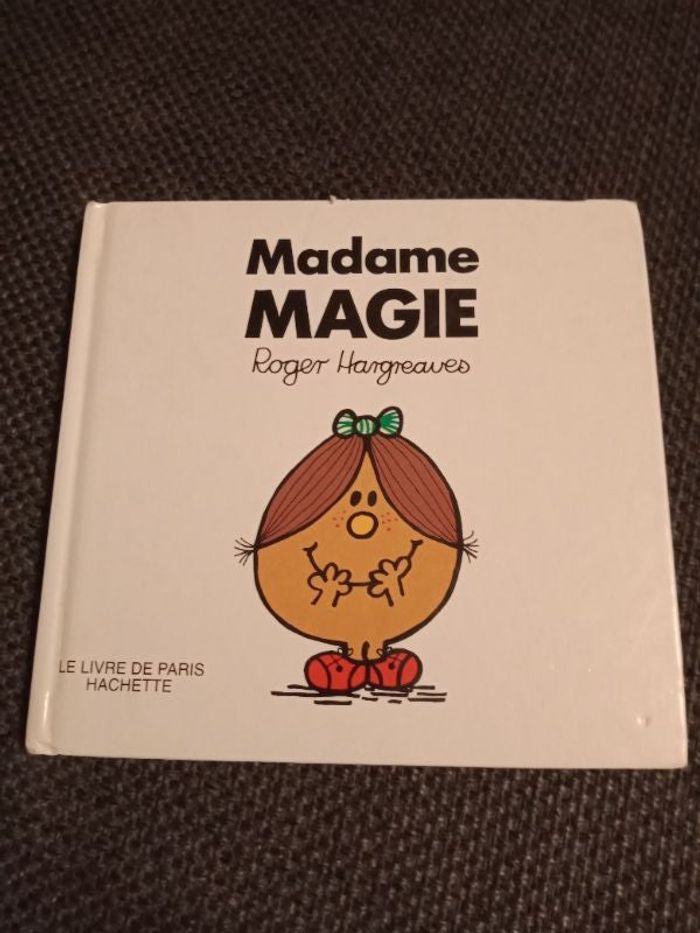 Madame
MAGIE
Roger Hargreaves
LE LIVRE DE PARIS
HACHETTE